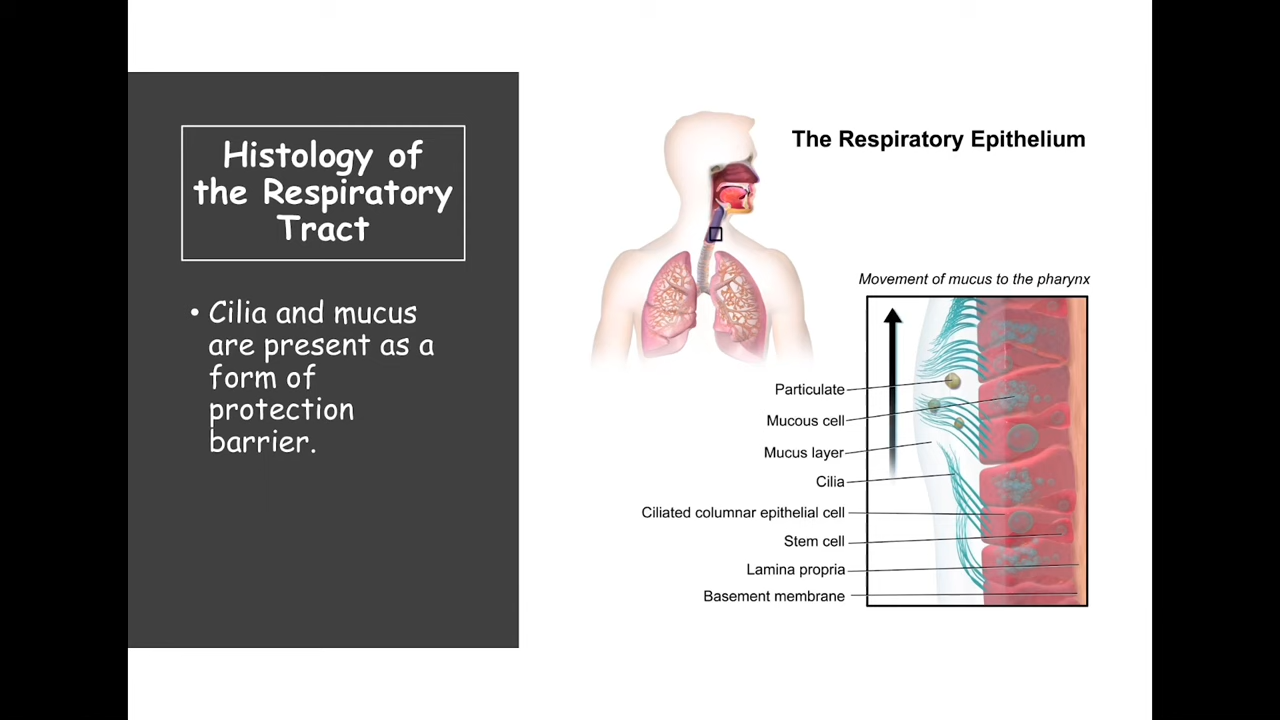 Histology of
the Respiratory
Tract
• Cilia and mucus
are present as a
form of
protection
barrier.
The Respiratory Epithelium
Movement of mucus to the pharynx
Particulate
Mucous cell
Mucus layer
Cilia
Ciliated columnar epithelial cell
Stem cell
Lamina propria
Basement membrane